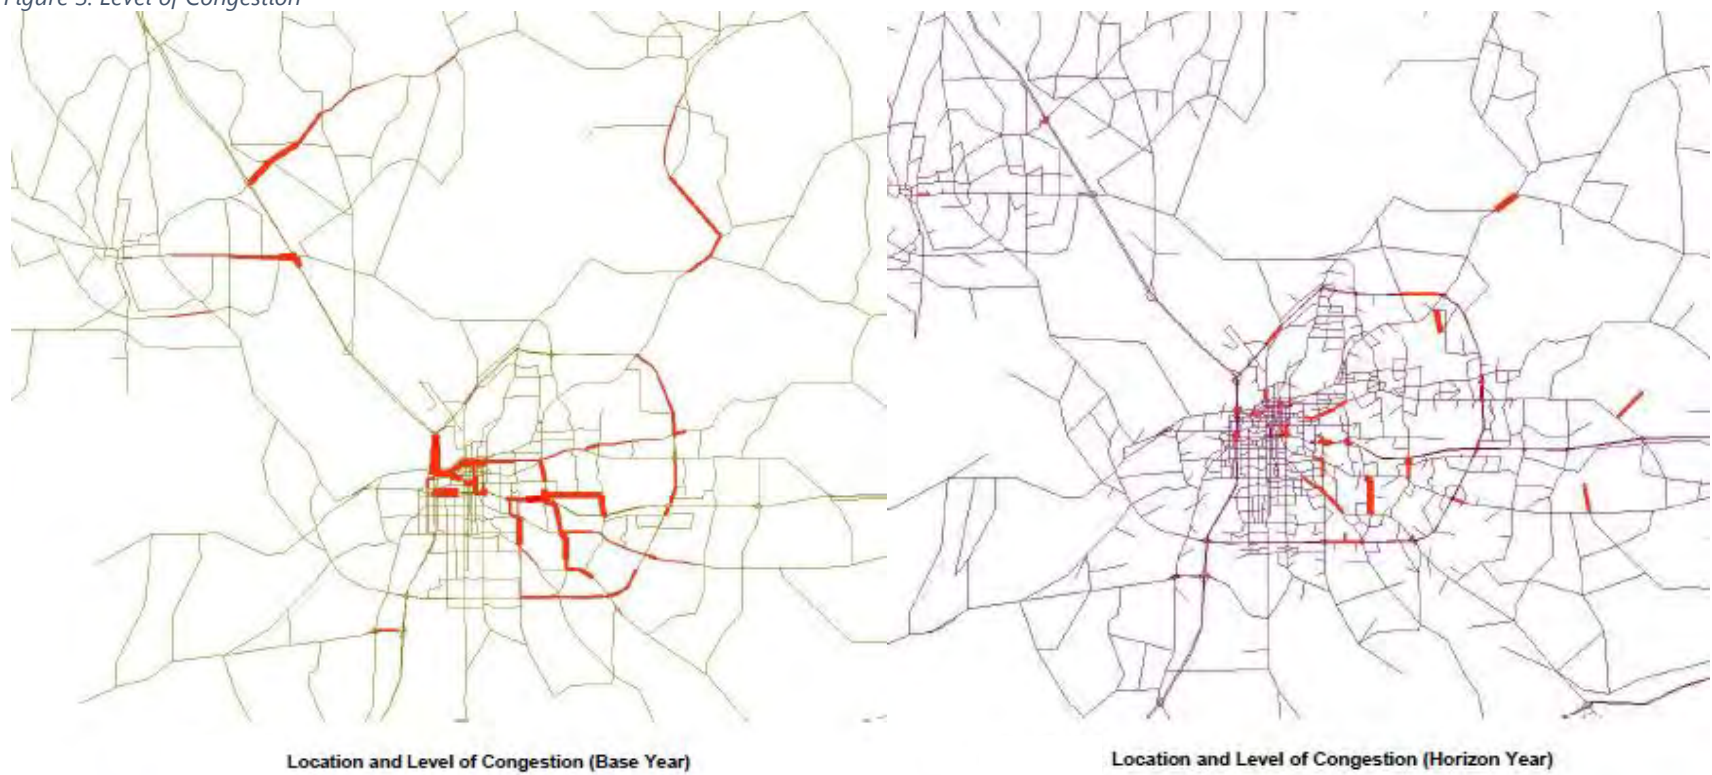 Figure 3: Level of Congestion
Location and Level of Congestion (Base Year)
Location and Level of Congestion (Horizon Year)